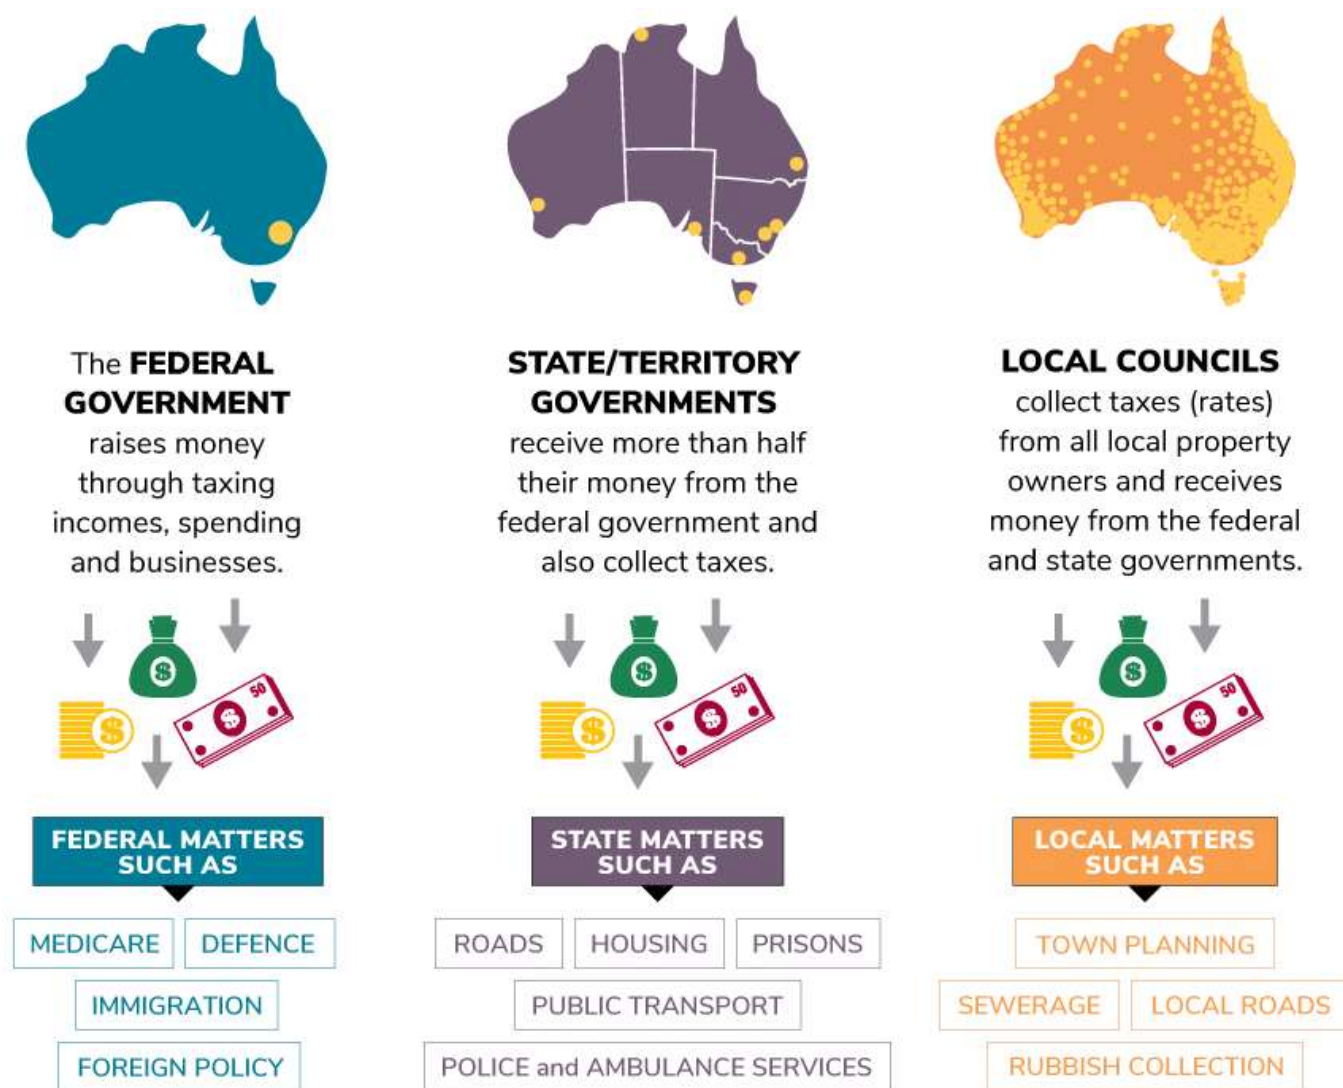 The FEDERAL
GOVERNMENT
raises money
through taxing
incomes, spending
and businesses.
$
$
$
50
FEDERAL MATTERS
SUCH AS
MEDICARE
DEFENCE
IMMIGRATION
FOREIGN POLICY
STATE/TERRITORY
GOVERNMENTS
receive more than half
their money from the
federal government and
also collect taxes.
$
$
$
50
STATE MATTERS
SUCH AS
ROADS
HOUSING
PRISONS
PUBLIC TRANSPORT
POLICE and AMBULANCE SERVICES
LOCAL COUNCILS
collect taxes (rates)
from all local property
owners and receives
money from the federal
and state governments.
$
$
$
50
LOCAL MATTERS
SUCH AS
TOWN PLANNING
SEWERAGE
LOCAL ROADS
RUBBISH COLLECTION